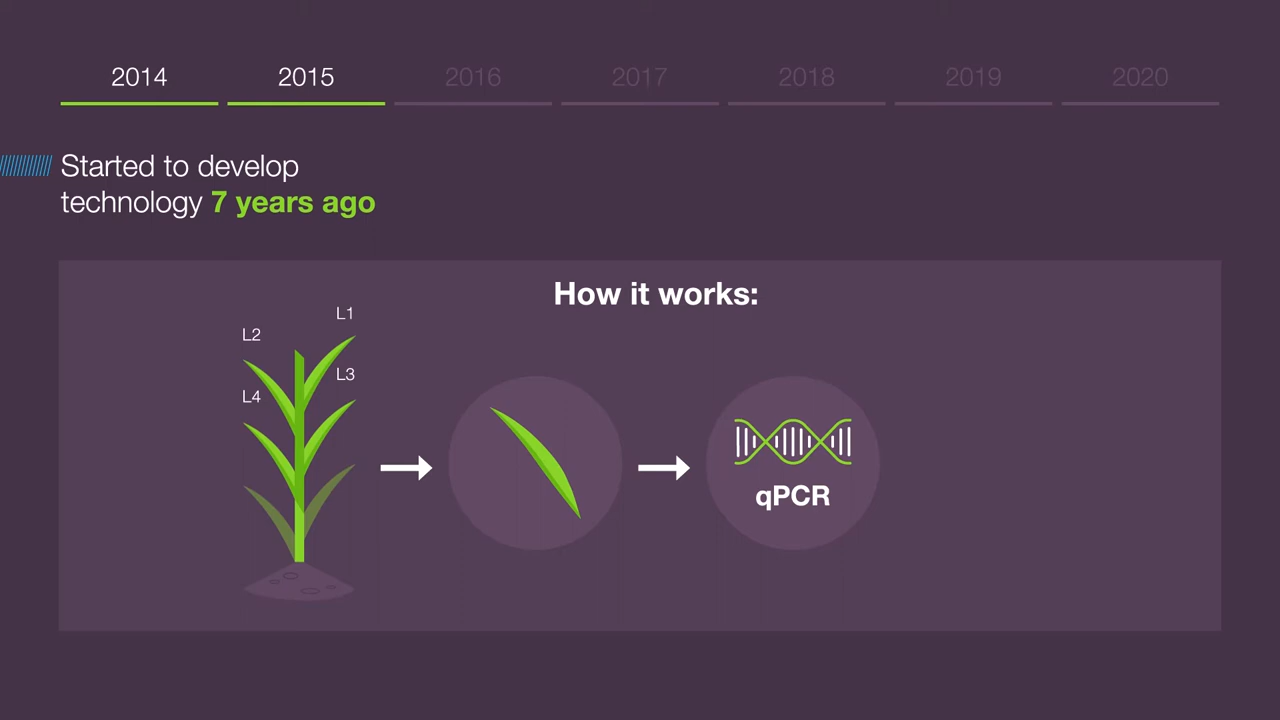 2014 2015 2016 2017 2018 2019 2020
Started to develop
technology 7 years ago
How it works:
L1
L2
L3
L4
qPCR